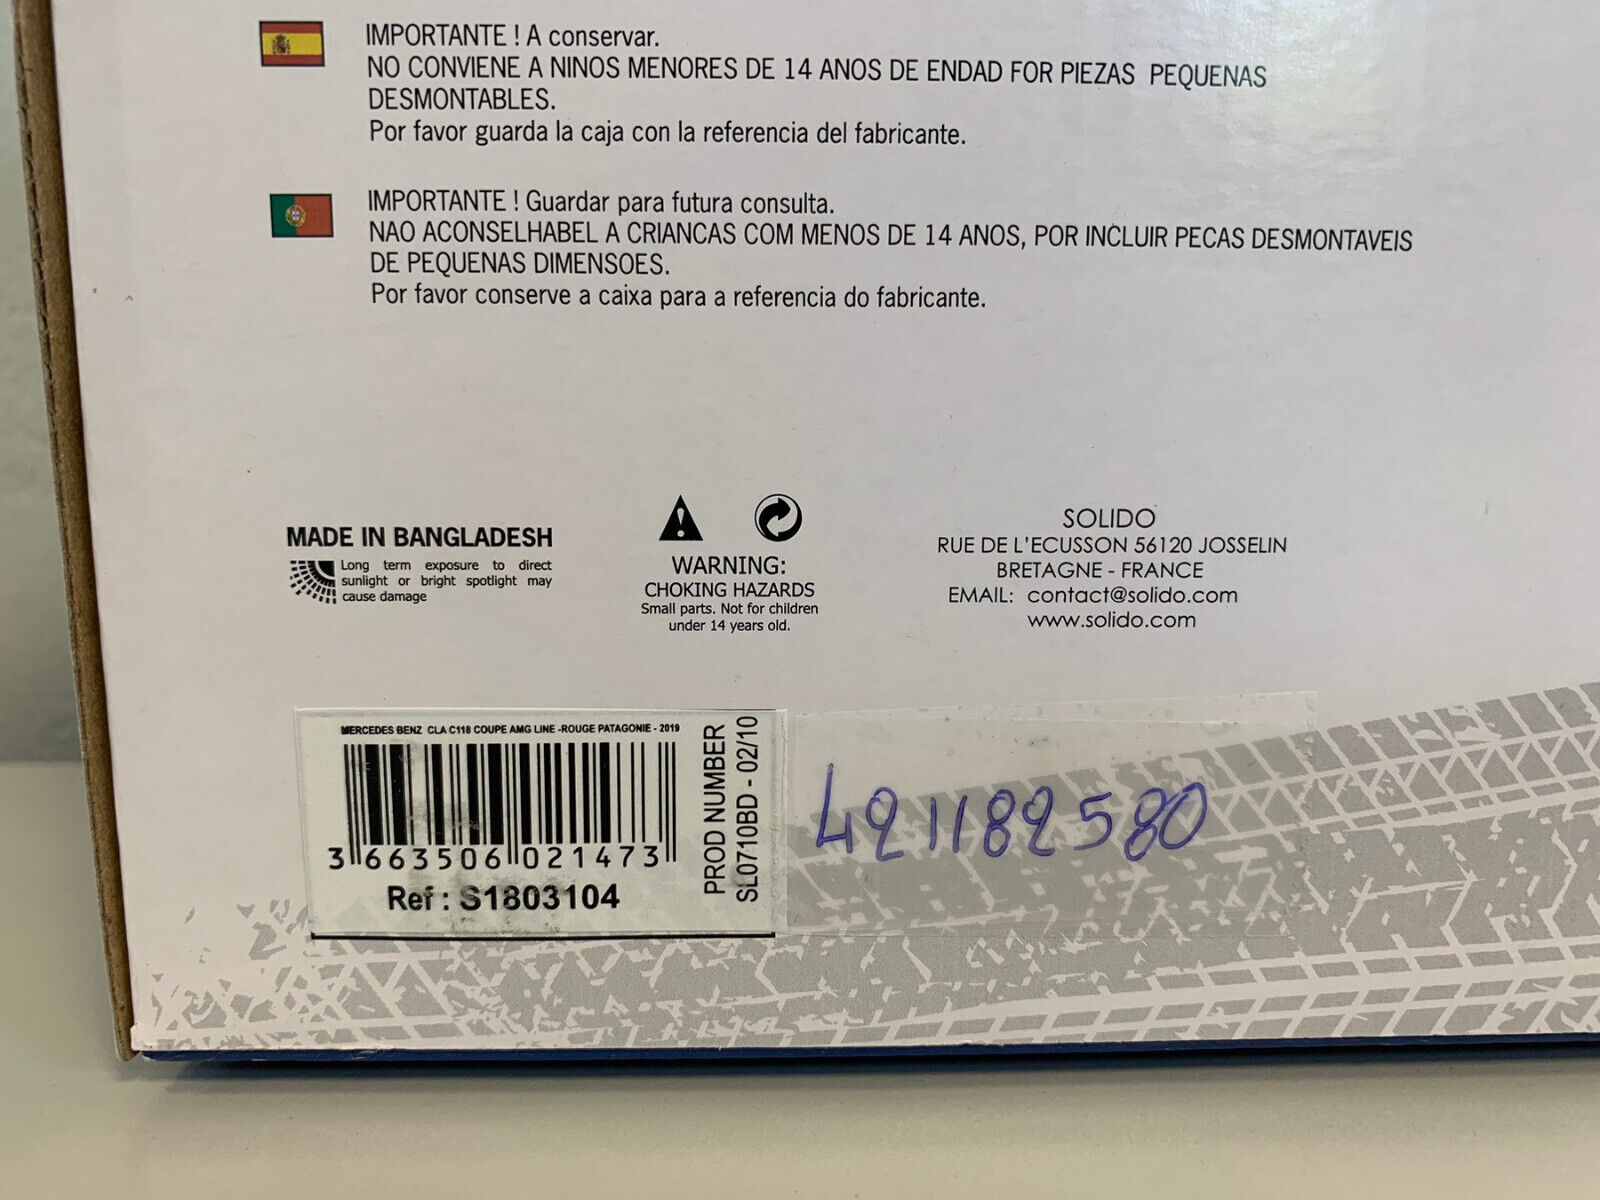 IMPORTANTE ! A conservar.
NO CONVIENE A NINOS MENORES DE 14 ANOS DE ENDAD FOR PIEZAS PEQUENAS
DESMONTABLES.
Por favor guarda la caja con la referencia del fabricante.
IMPORTANTE ! Guardar para futura consulta.
NAO ACONSELHABEL A CRIANCAS COM MENOS DE 14 ANOS, POR INCLUIR PECAS DESMONTAVEIS
DE PEQUENAS DIMENSOES.
Por favor conserve a caixa para a referencia do fabricante.
MADE IN BANGLADESH
Long term exposure to direct
sunlight or bright spotlight may
cause damage
WARNING:
CHOKING HAZARDS
Small parts. Not for children
under 14 years old.
SOLIDO
RUE DE L'ECUSSON 56120 JOSSELIN
BRETAGNE - FRANCE
EMAIL: contact@solido.com
www.solido.com
MERCEDES BENZ CLA C118 COUPE AMG LINE -ROUGE PATAGONIE - 2019
3 663506 021473
Ref : S1803104
PROD NUMBER
SL0710BD - 02/10
421182580